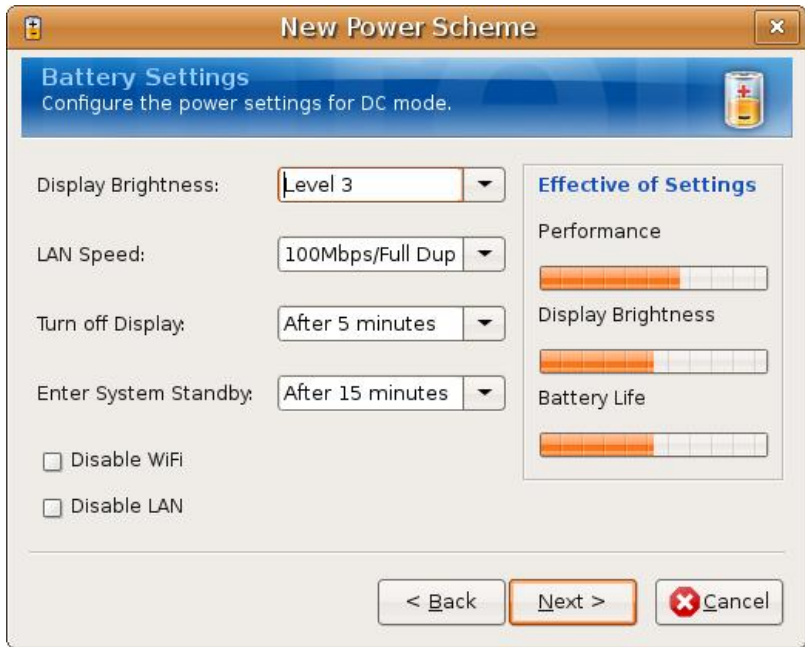 New Power Scheme
Battery Settings
Configure the power settings for DC mode.
Display Brightness:
Level 3
LAN Speed:
100Mbps/Full Dup
Turn off Display:
After 5 minutes
Enter System Standby:
After 15 minutes
Disable WiFi
Disable LAN
Effective of Settings
Performance
Display Brightness
Battery Life
< Back
Next >
Cancel